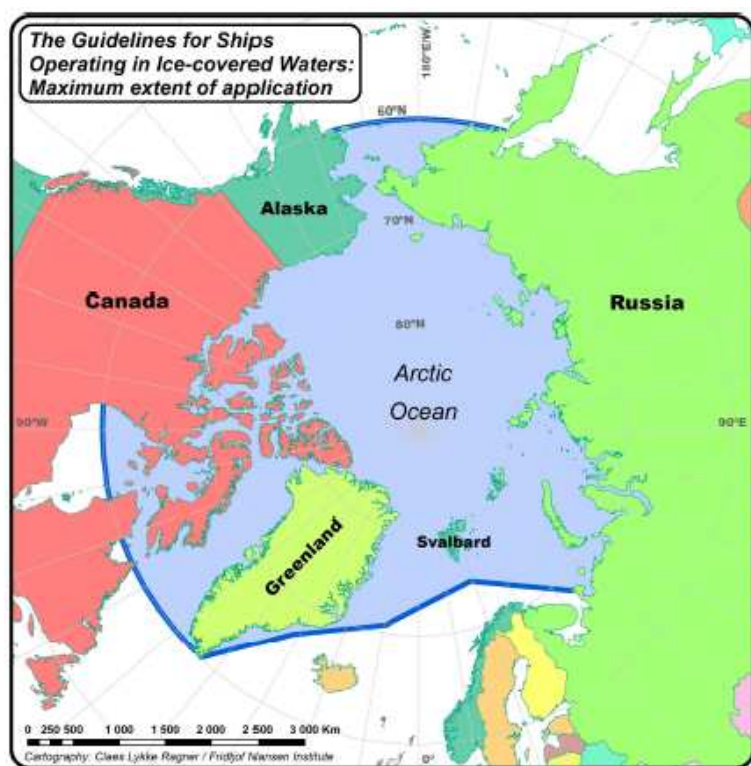 The Guidelines for Ships
Operating in Ice-covered Waters:
Maximum extent of application
180°E/W
60°N
Alaska
70°N
Canada
Russia
80°N
Arctic
Ocean
90°W
90°E
Svalbard
Greenland
0 250 500 1 000 1 500 2 000 2 500 3 000 Km
0°
Cartography: Claes Lykke Ragner / Fridtjof Nansen Institute